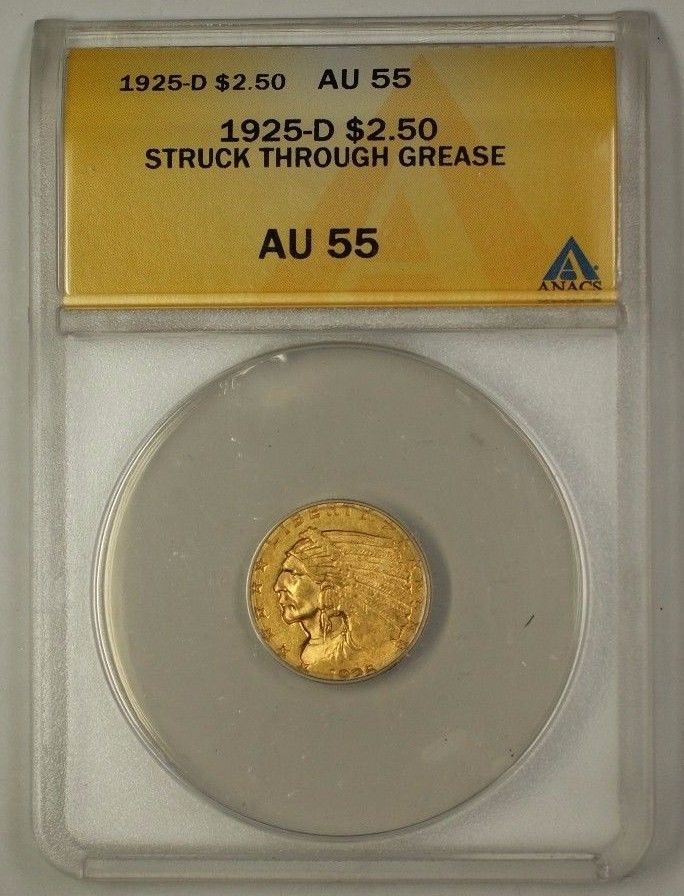 1925-D $2.50 AU 55
1925-D $2.50
STRUCK THROUGH GREASE
AU 55
ANACS
LIBERTY
1925